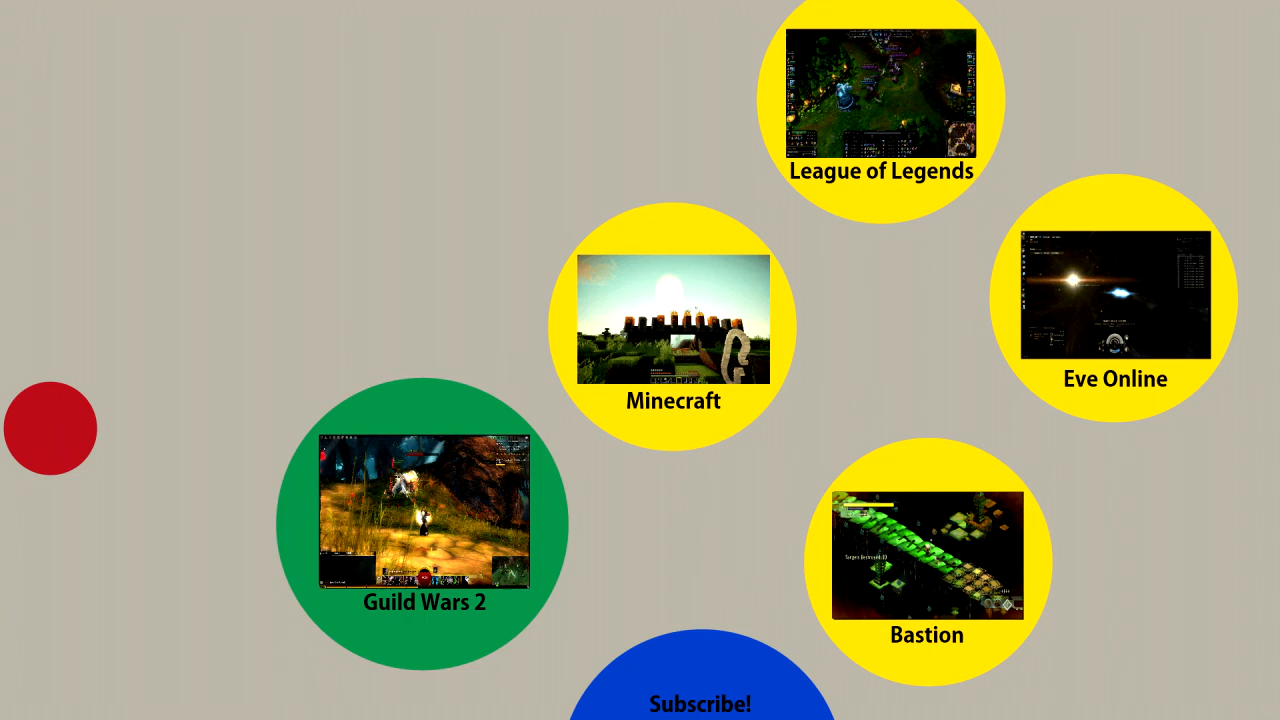 League of Legends
Eve Online
Minecraft
Guild Wars 2
Bastion
Subscribe!